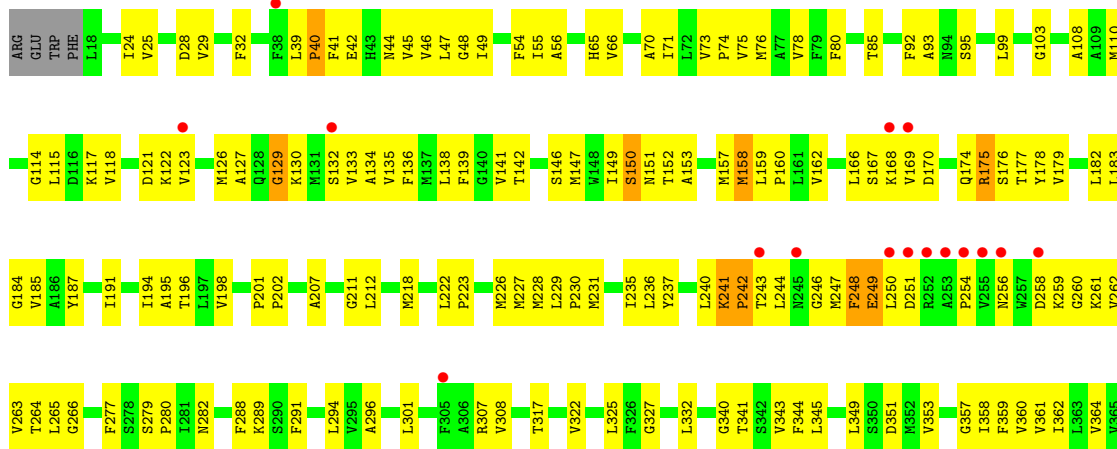 ARG GLU TRP PHE L18 I24 V25 D28 V29 F32 F38 L39 P40 F41 E42 H43 N44 V45 V46 L47 G48 I49 F54 I55 A56 H65 V66 A70 I71 L72 V73 P74 V75 M76 A77 V78 F79 F80 T85 F92 A93 N94 S95 L99 G103 A108 A109 M110
G114 L115 D116 K117 V118 D121 K122 V123 M126 A127 Q128 G129 K130 M131 S132 V133 A134 V135 F136 M137 L138 F139 G140 V141 T142 S146 M147 W148 I149 S150 N151 T152 A153 M157 M158 L159 P160 L161 V162 L166 S167 K168 V169 D170 Q174 R175 S176 T177 Y178 V179 L182 L183
G184 V185 A186 Y187 I191 I194 A195 T196 L197 V198 P201 P202 A207 G211 L212 M218 L222 P223 M226 M227 M228 L229 P230 M231 I235 L236 Y237 L240 K241 P242 T243 L244 N245 G246 M247 F248 E249 L250 D251 R252 A253 P254 V255 N256 W257 D258 K259 G260 K261 V262
V263 T264 L265 G266 F277 S278 S279 P280 I281 N282 F288 K289 S290 F291 L294 V295 A296 L301 F305 A306 R307 V308 T317 V322 L325 F326 G327 L332 G340 T341 S342 V343 F344 L345 L349 S350 D351 M352 V353 G357 I358 F359 V360 V361 I362 L363 V364 V365